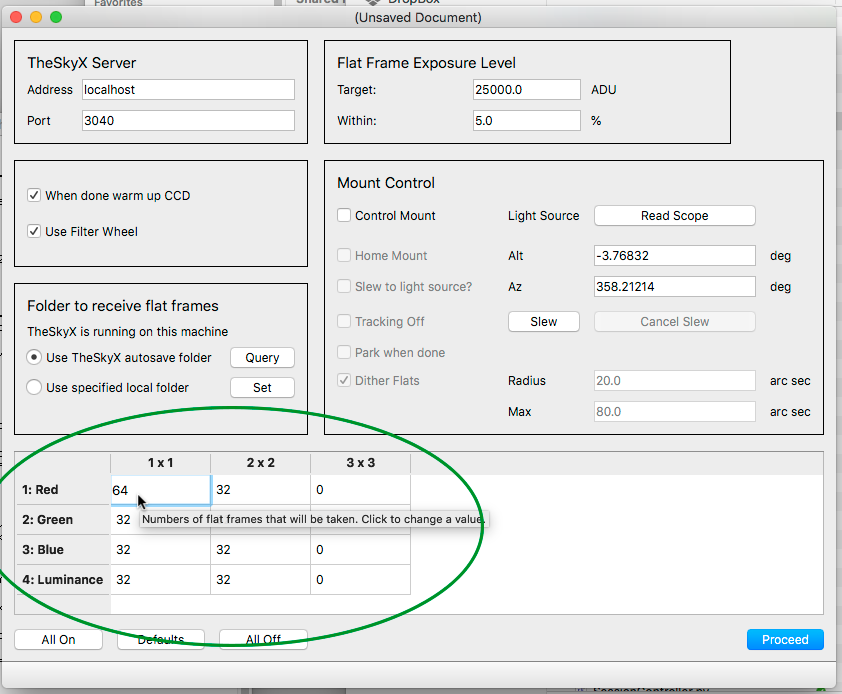 Favorites
DropBox
(Unsaved Document)
TheSkyX Server
Address localhost
Port 3040
Flat Frame Exposure Level
Target: 25000.0 ADU
Within: 5.0 %
When done warm up CCD
Use Filter Wheel
Mount Control
Control Mount Light Source Read Scope
Home Mount Alt -3.76832 deg
Slew to light source? Az 358.21214 deg
Tracking Off Slew Cancel Slew
Park when done
Dither Flats Radius 20.0 arc sec
Max 80.0 arc sec
Folder to receive flat frames
TheSkyX is running on this machine
Use TheSkyX autosave folder Query
Use specified local folder Set
1 x 1 2 x 2 3 x 3
1: Red 64 32 0
2: Green 32
Numbers of flat frames that will be taken. Click to change a value.
3: Blue 32 32 0
4: Luminance 32 32 0
All On Defaults All Off Proceed